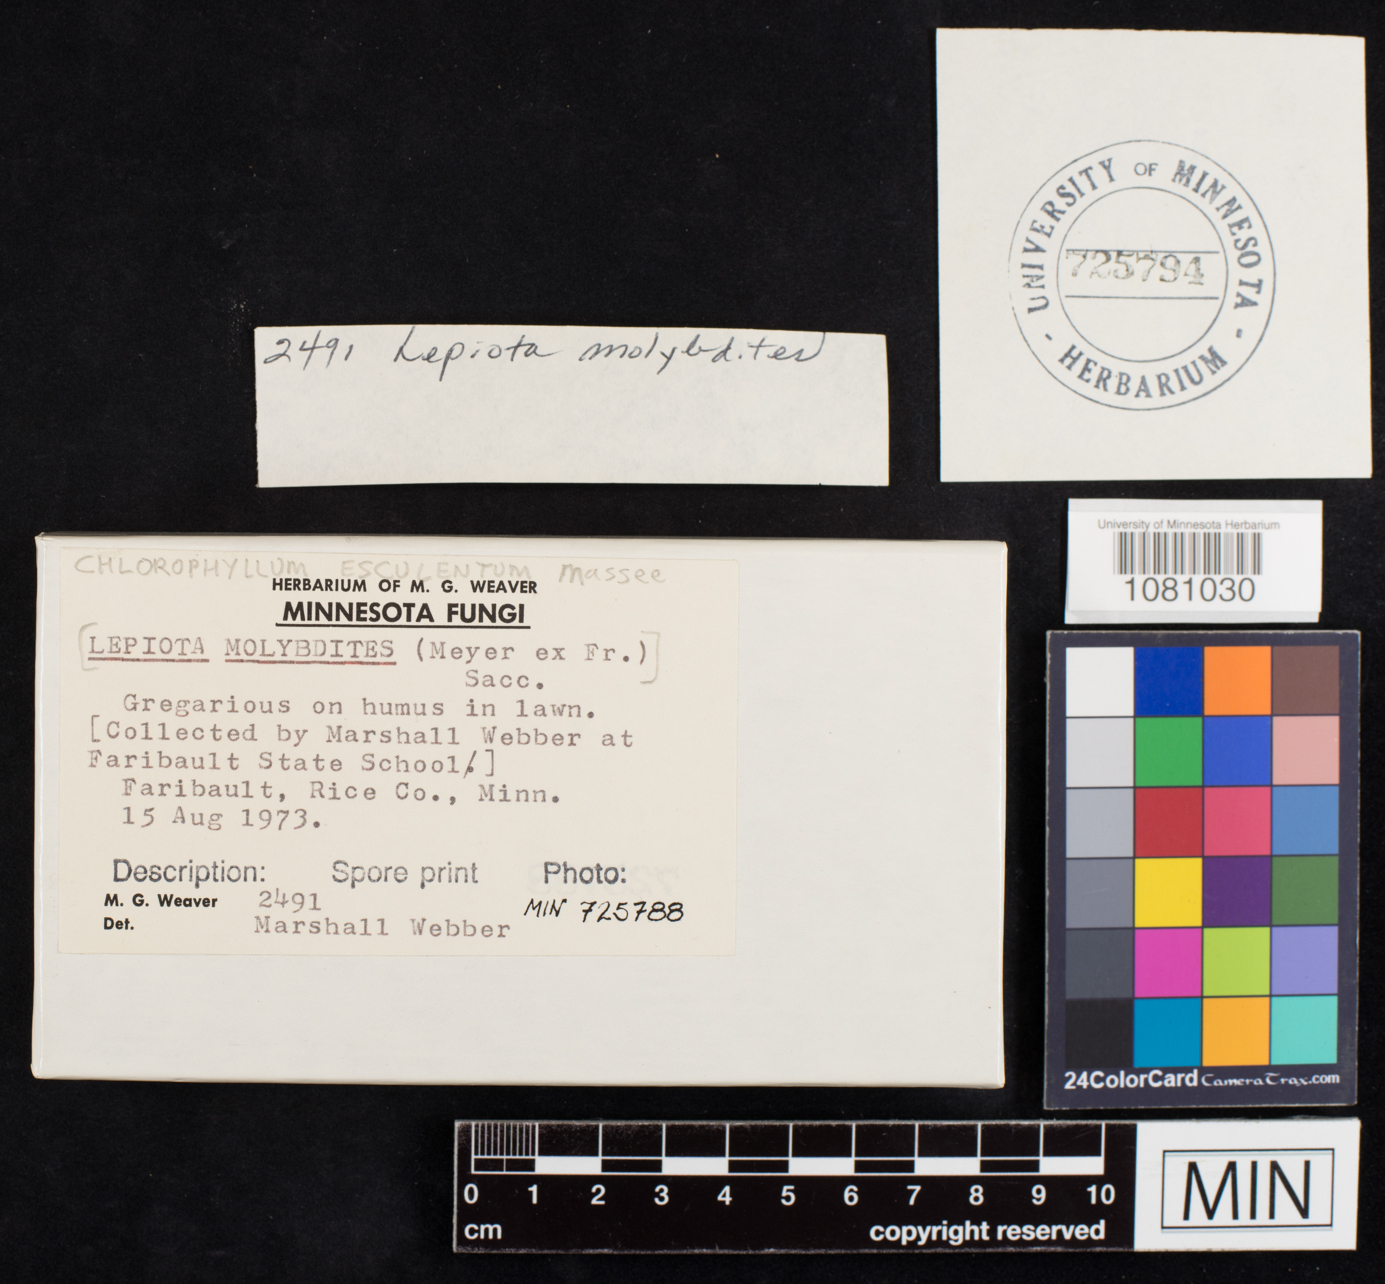 UNIVERSITY OF MINNESOTA
725794
- HERBARIUM -
2491 Lepiota molybdites
University of Minnesota Herbarium
1081030
CHLOROPHYLLUM ESCULENTUM Massee
HERBARIUM OF M. G. WEAVER
MINNESOTA FUNGI
[LEPIOTA MOLYBDITES (Meyer ex Fr.)]
Sacc.
Gregarious on humus in lawn.
[Collected by Marshall Webber at
Faribault State School/.]
Faribault, Rice Co., Minn.
15 Aug 1973.
Description: Spore print Photo:
M. G. Weaver 2491 MIN 725788
Det. Marshall Webber
24ColorCard CameraTrax.com
0 1 2 3 4 5 6 7 8 9 10
cm copyright reserved
MIN